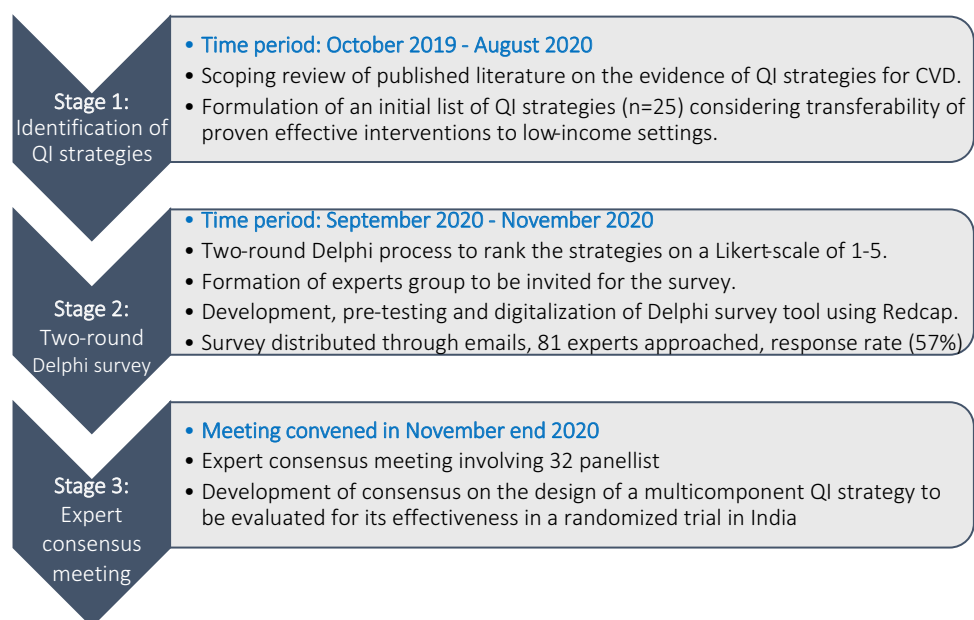 Stage 1:
Identification of
QI strategies
• Time period: October 2019 - August 2020
• Scoping review of published literature on the evidence of QI strategies for CVD.
• Formulation of an initial list of QI strategies (n=25) considering transferability of
proven effective interventions to low-income settings.
Stage 2:
Two-round
Delphi survey
• Time period: September 2020 - November 2020
• Two-round Delphi process to rank the strategies on a Likert-scale of 1-5.
• Formation of experts group to be invited for the survey.
• Development, pre-testing and digitalization of Delphi survey tool using Redcap.
• Survey distributed through emails, 81 experts approached, response rate (57%)
Stage 3:
Expert
consensus
meeting
• Meeting convened in November end 2020
• Expert consensus meeting involving 32 panellist
• Development of consensus on the design of a multicomponent QI strategy to
be evaluated for its effectiveness in a randomized trial in India